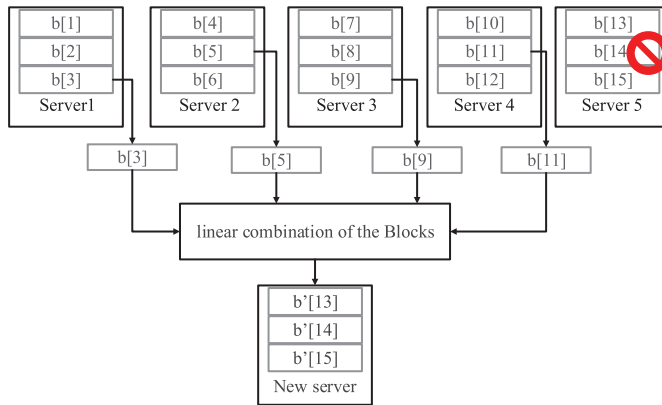 b[1] b[4] b[7] b[10] b[13]
b[2] b[5] b[8] b[11] b[14
b[3] b[6] b[9] b[12] b[15]
Server1 Server 2 Server 3 Server 4 Server 5
b[3] b[5] b[9] b[11]
linear combination of the Blocks
b’[13]
b’[14]
b’[15]
New server